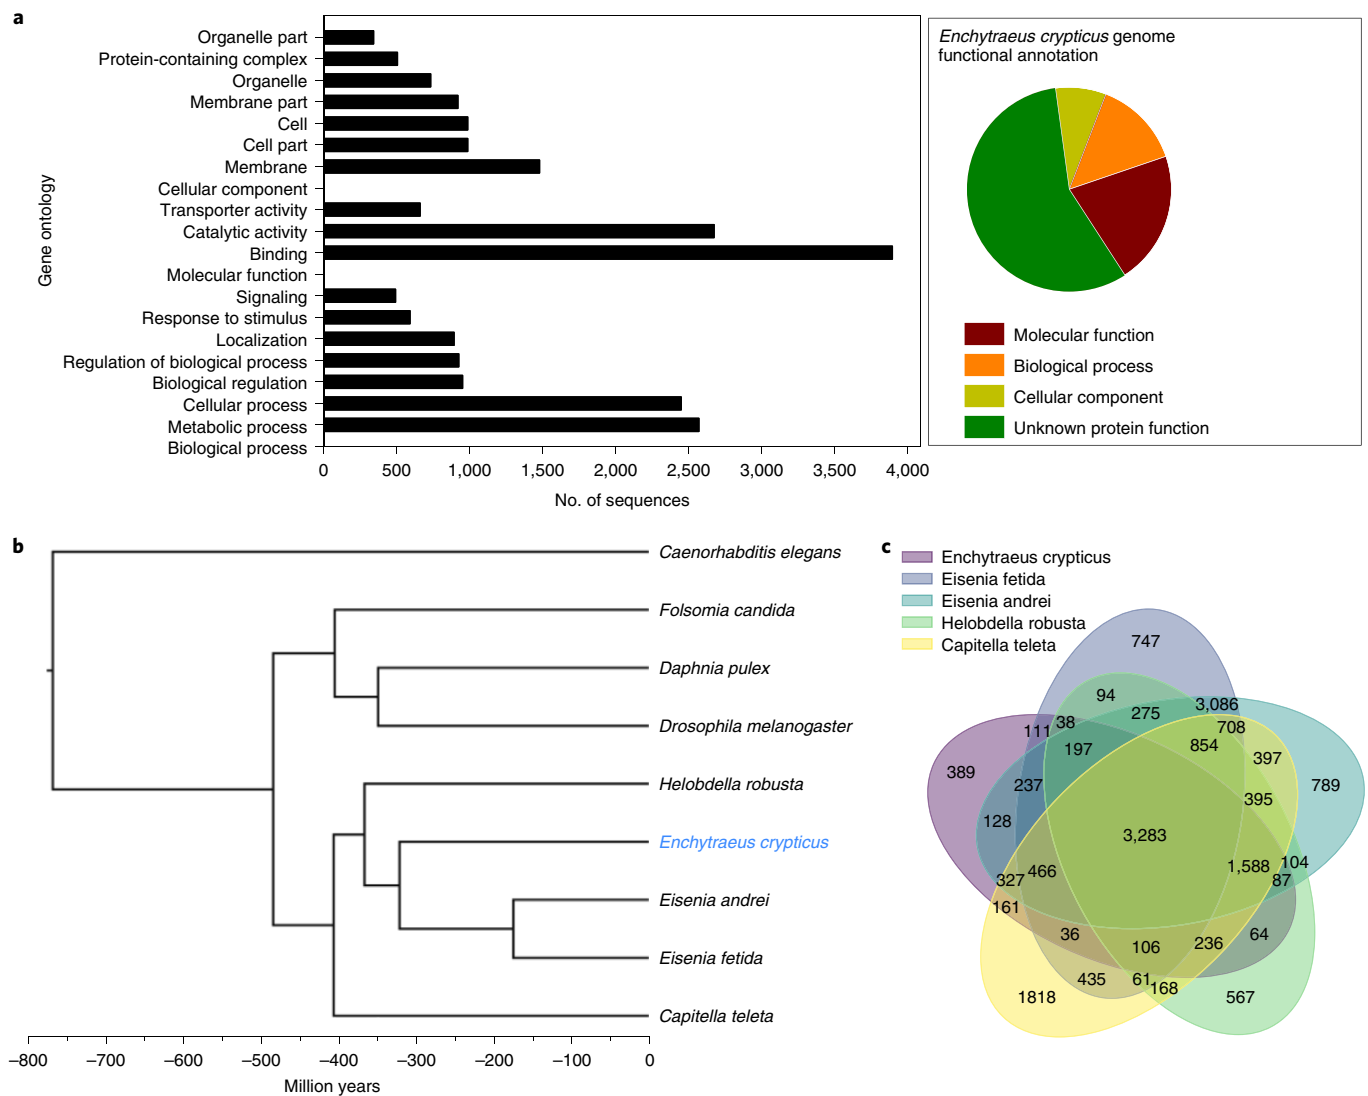 a
Organelle part
Protein-containing complex
Organelle
Membrane part
Cell
Cell part
Membrane
Cellular component
Transporter activity
Catalytic activity
Binding
Molecular function
Signaling
Response to stimulus
Localization
Regulation of biological process
Biological regulation
Cellular process
Metabolic process
Biological process
Gene ontology
0 500 1,000 1,500 2,000 2,500 3,000 3,500 4,000
No. of sequences
Enchytraeus crypticus genome
functional annotation
Molecular function
Biological process
Cellular component
Unknown protein function
b
Caenorhabditis elegans
Folsomia candida
Daphnia pulex
Drosophila melanogaster
Helobdella robusta
Enchytraeus crypticus
Eisenia andrei
Eisenia fetida
Capitella teleta
–800 –700 –600 –500 –400 –300 –200 –100 0
Million years
c
Enchytraeus crypticus
Eisenia fetida
Eisenia andrei
Helobdella robusta
Capitella teleta
747
94
275
3,086
111
38
708
197
854
397
389
237
395
789
128
3,283
327
466
1,588
104
87
161
36
106
236
64
435
61
168
1818
567